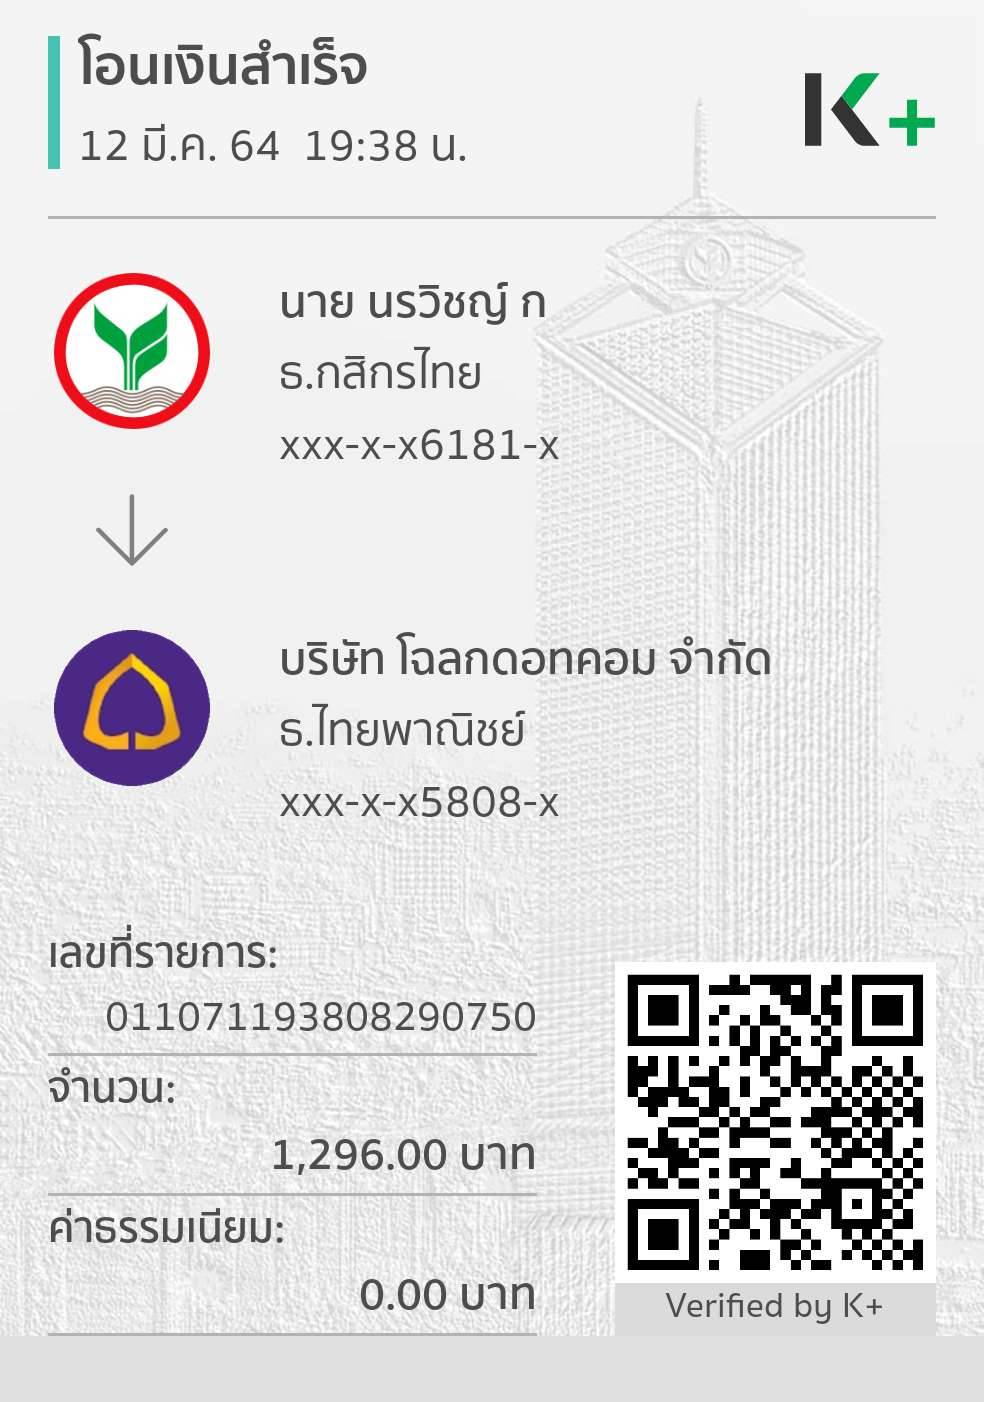 โอนเงินสำเร็จ
12 มี.ค. 64 19:38 น.
K+
นาย นรวิชญ์ ก
ธ.กสิกรไทย
xxx-x-x6181-x
บริษัท โฉลกดอทคอม จำกัด
ธ.ไทยพาณิชย์
xxx-x-x5808-x
เลขที่รายการ:
011071193808290750
จำนวน:
1,296.00 บาท
ค่าธรรมเนียม:
0.00 บาท
Verified by K+